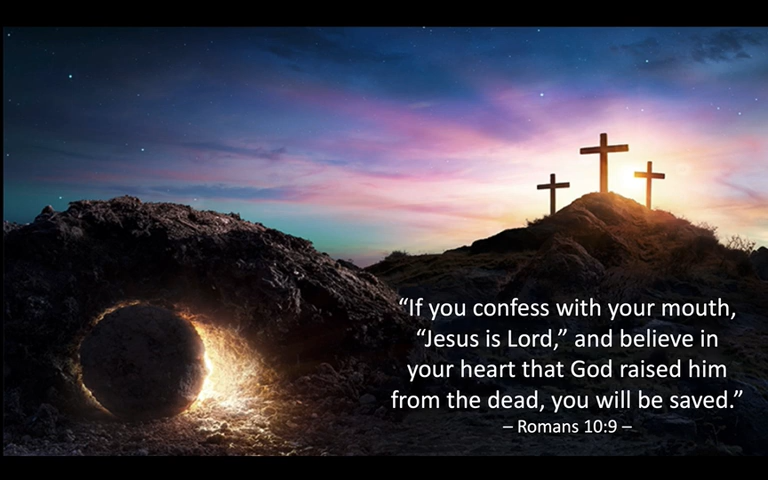 “If you confess with your mouth,
“Jesus is Lord,” and believe in
your heart that God raised him
from the dead, you will be saved.”
– Romans 10:9 –